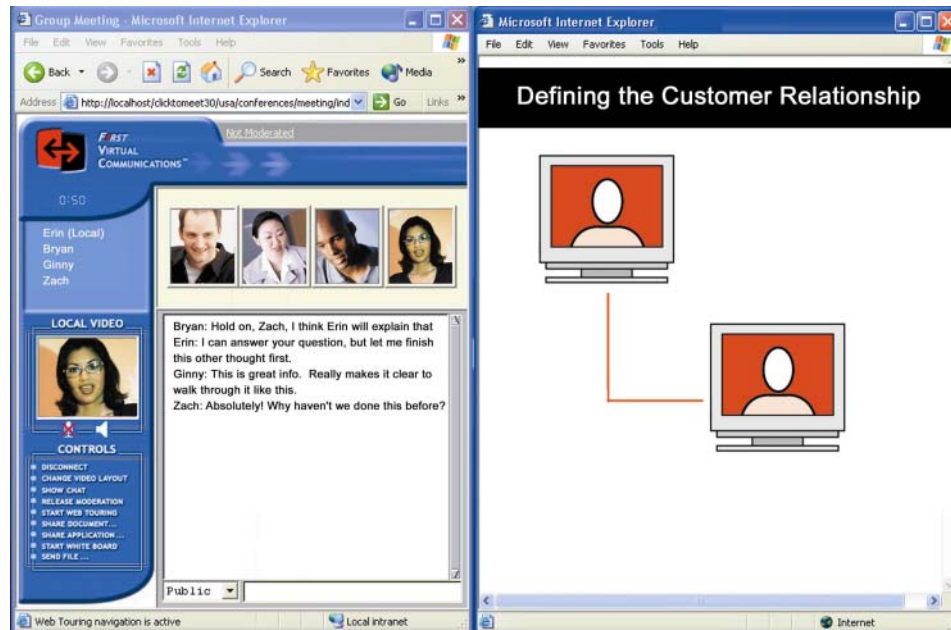 Group Meeting - Microsoft Internet Explorer
File Edit View Favorites Tools Help
Back Search Favorites Media »
Address http://localhost/clicktomeet30/usa/conferences/meeting/ind Go Links »
FIRST
VIRTUAL
COMMUNICATIONS™
Not Moderated
0:50
Erin (Local)
Bryan
Ginny
Zach
LOCAL VIDEO
CONTROLS
DISCONNECT
CHANGE VIDEO LAYOUT
SHOW CHAT
RELEASE MODERATION
START WEB TOURING
SHARE DOCUMENT...
SHARE APPLICATION ...
START WHITE BOARD
SEND FILE ...
Bryan: Hold on, Zach, I think Erin will explain that
Erin: I can answer your question, but let me finish
this other thought first.
Ginny: This is great info. Really makes it clear to
walk through it like this.
Zach: Absolutely! Why haven't we done this before?
Public
Web Touring navigation is active Local intranet
Microsoft Internet Explorer
File Edit View Favorites Tools Help
Defining the Customer Relationship
Internet